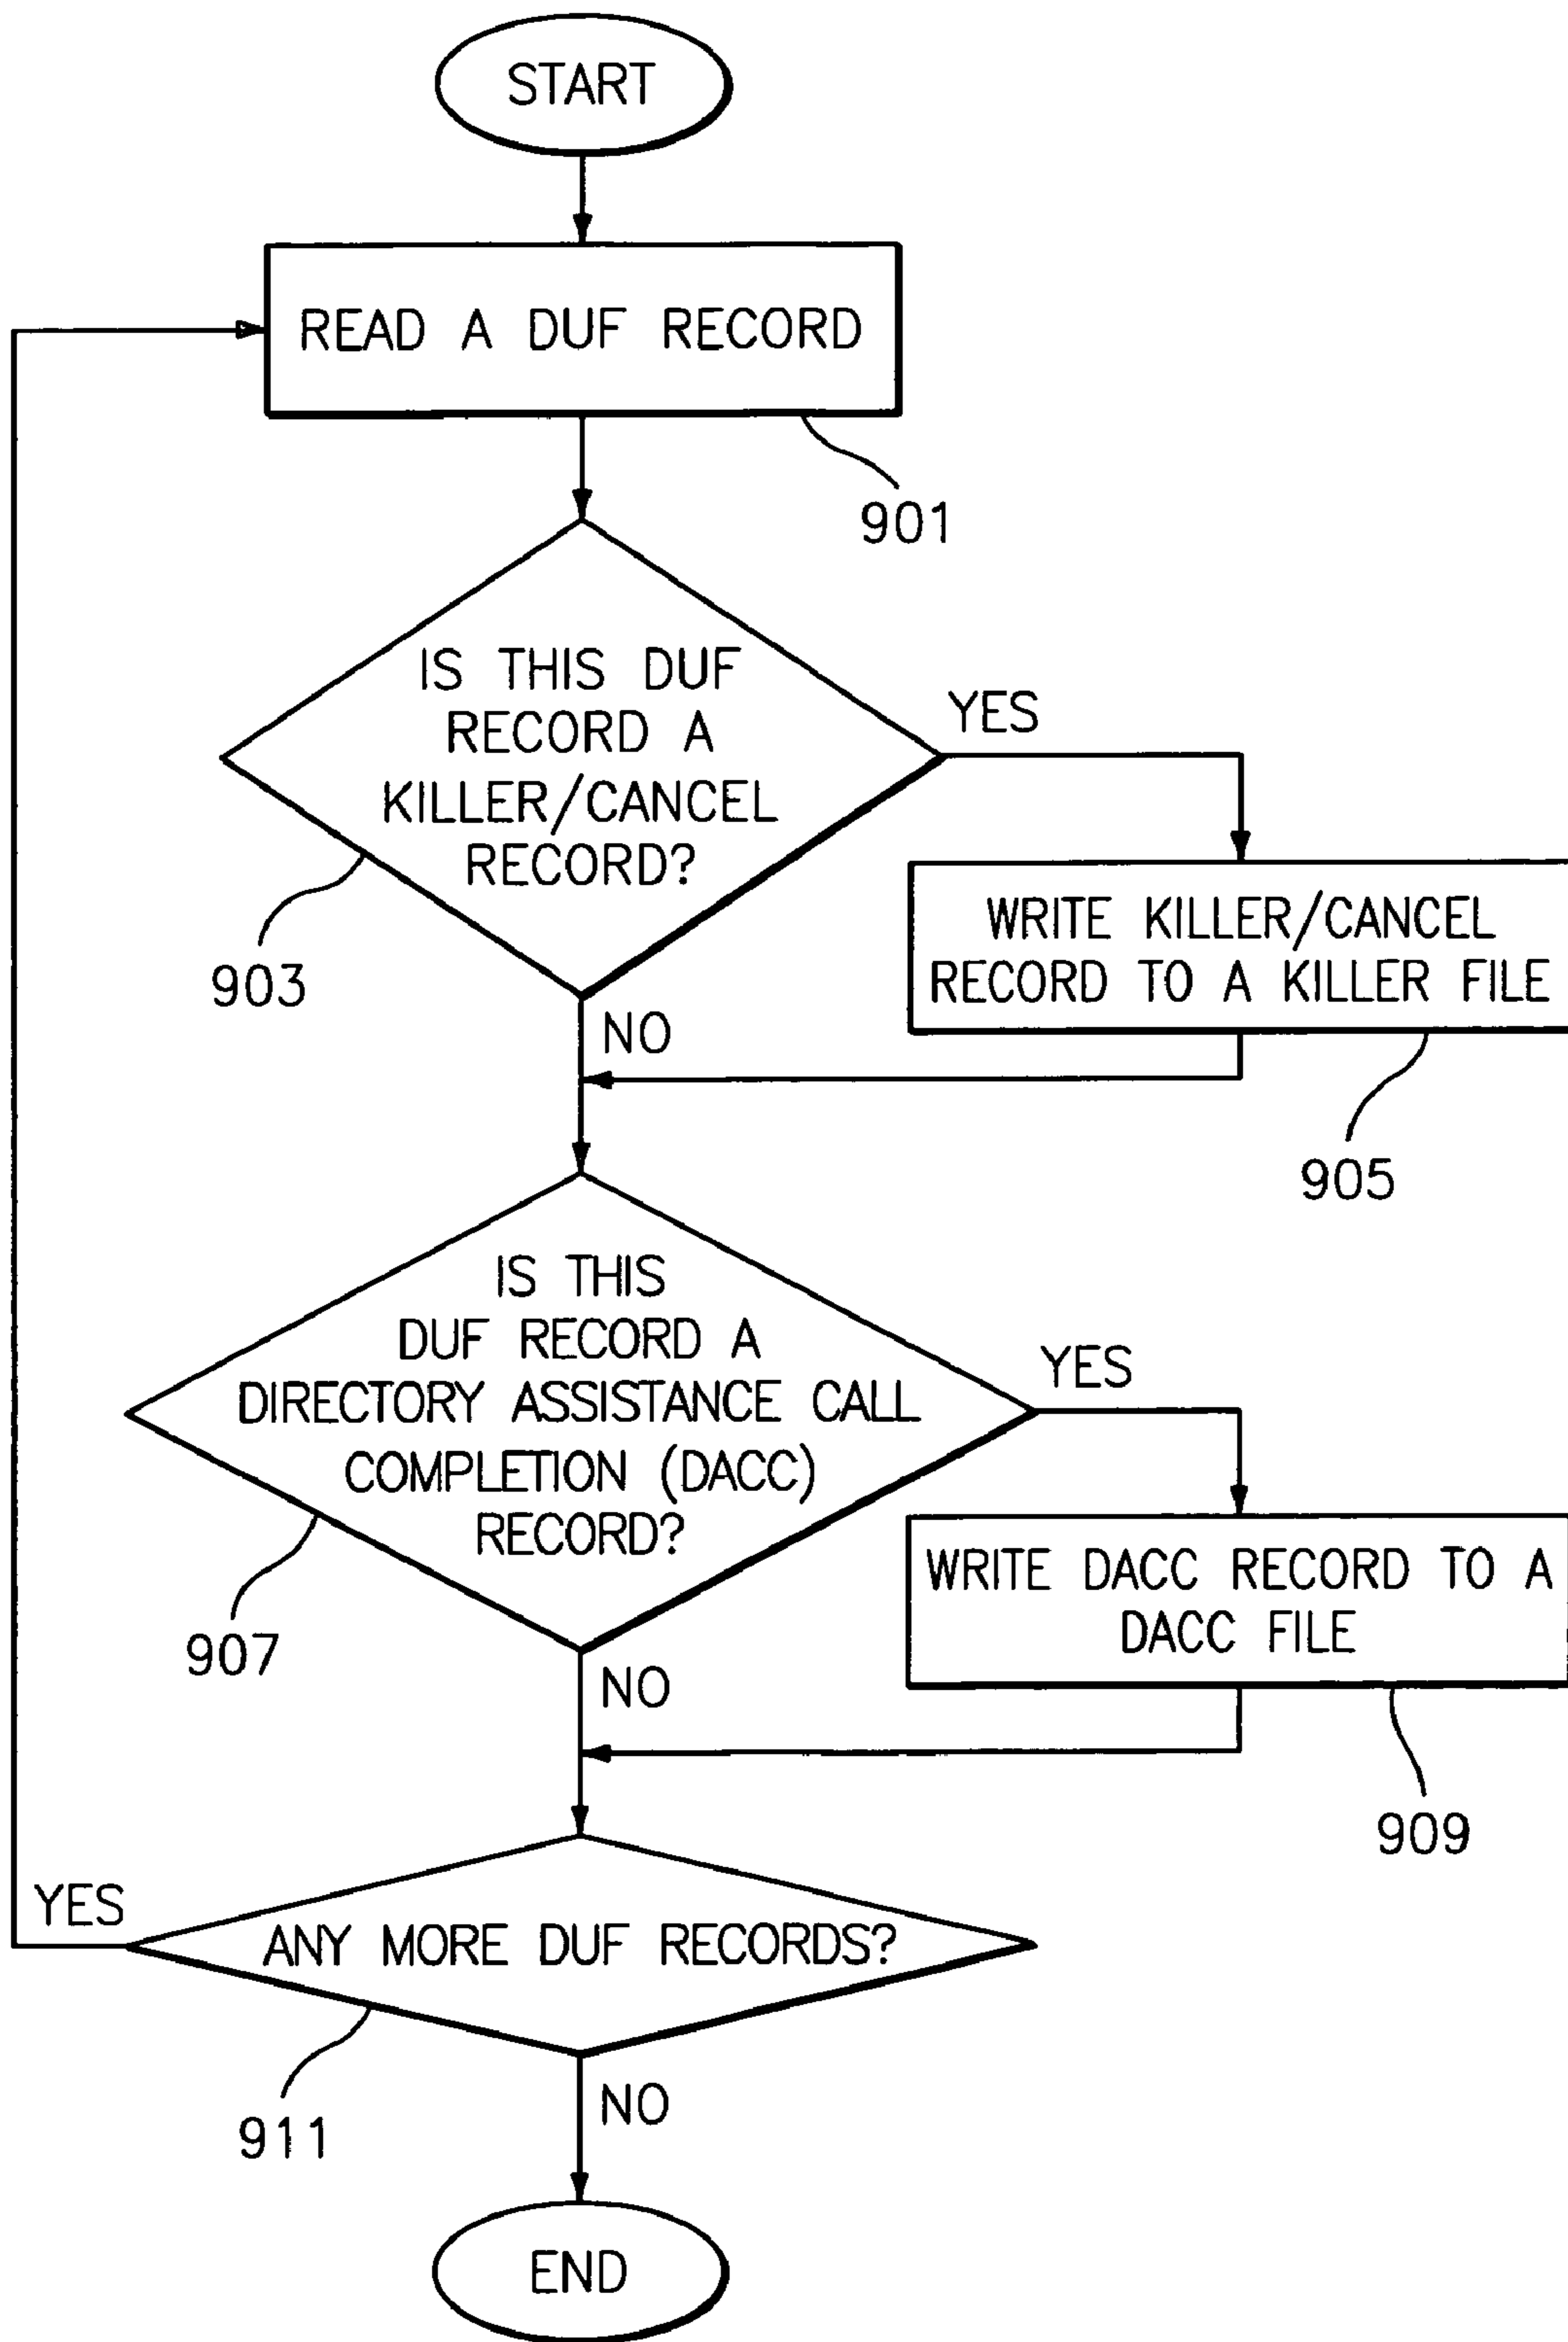 START
READ A DUF RECORD
901
IS THIS DUF
RECORD A
KILLER/CANCEL
RECORD?
YES
903
WRITE KILLER/CANCEL
RECORD TO A KILLER FILE
NO
905
IS THIS
DUF RECORD A
DIRECTORY ASSISTANCE CALL
COMPLETION (DACC)
RECORD?
YES
907
WRITE DACC RECORD TO A
DACC FILE
NO
909
YES
ANY MORE DUF RECORDS?
911
NO
END